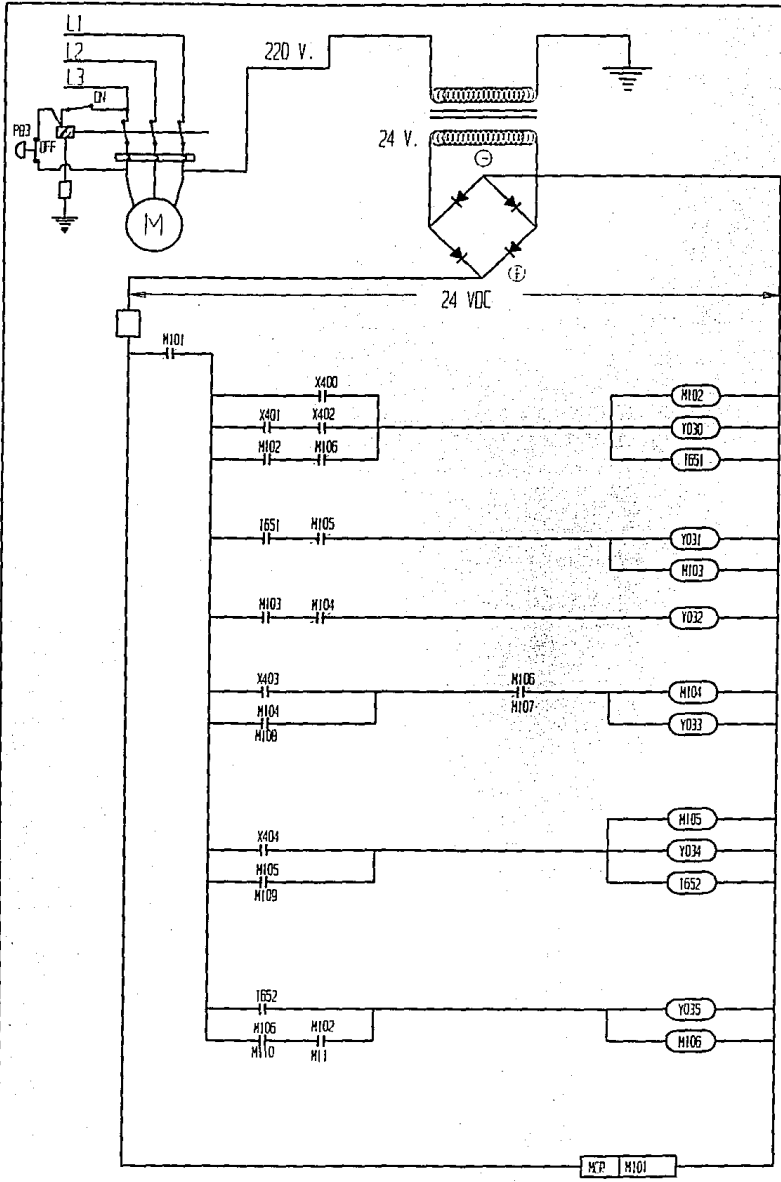 L1
L2
L3
ON
PB3
OFF
M
220 V.
24 V.
24 VDC
M101
X400
X401 X402
M102 M106
M102
Y030
T651
T651 M105
Y031
M103
M103 M104
Y032
X403
M104
M108
M106
M107
M104
Y033
X404
M105
M109
M105
Y034
T652
T652
M106 M102
M110 M11
Y035
M106
MCR M101